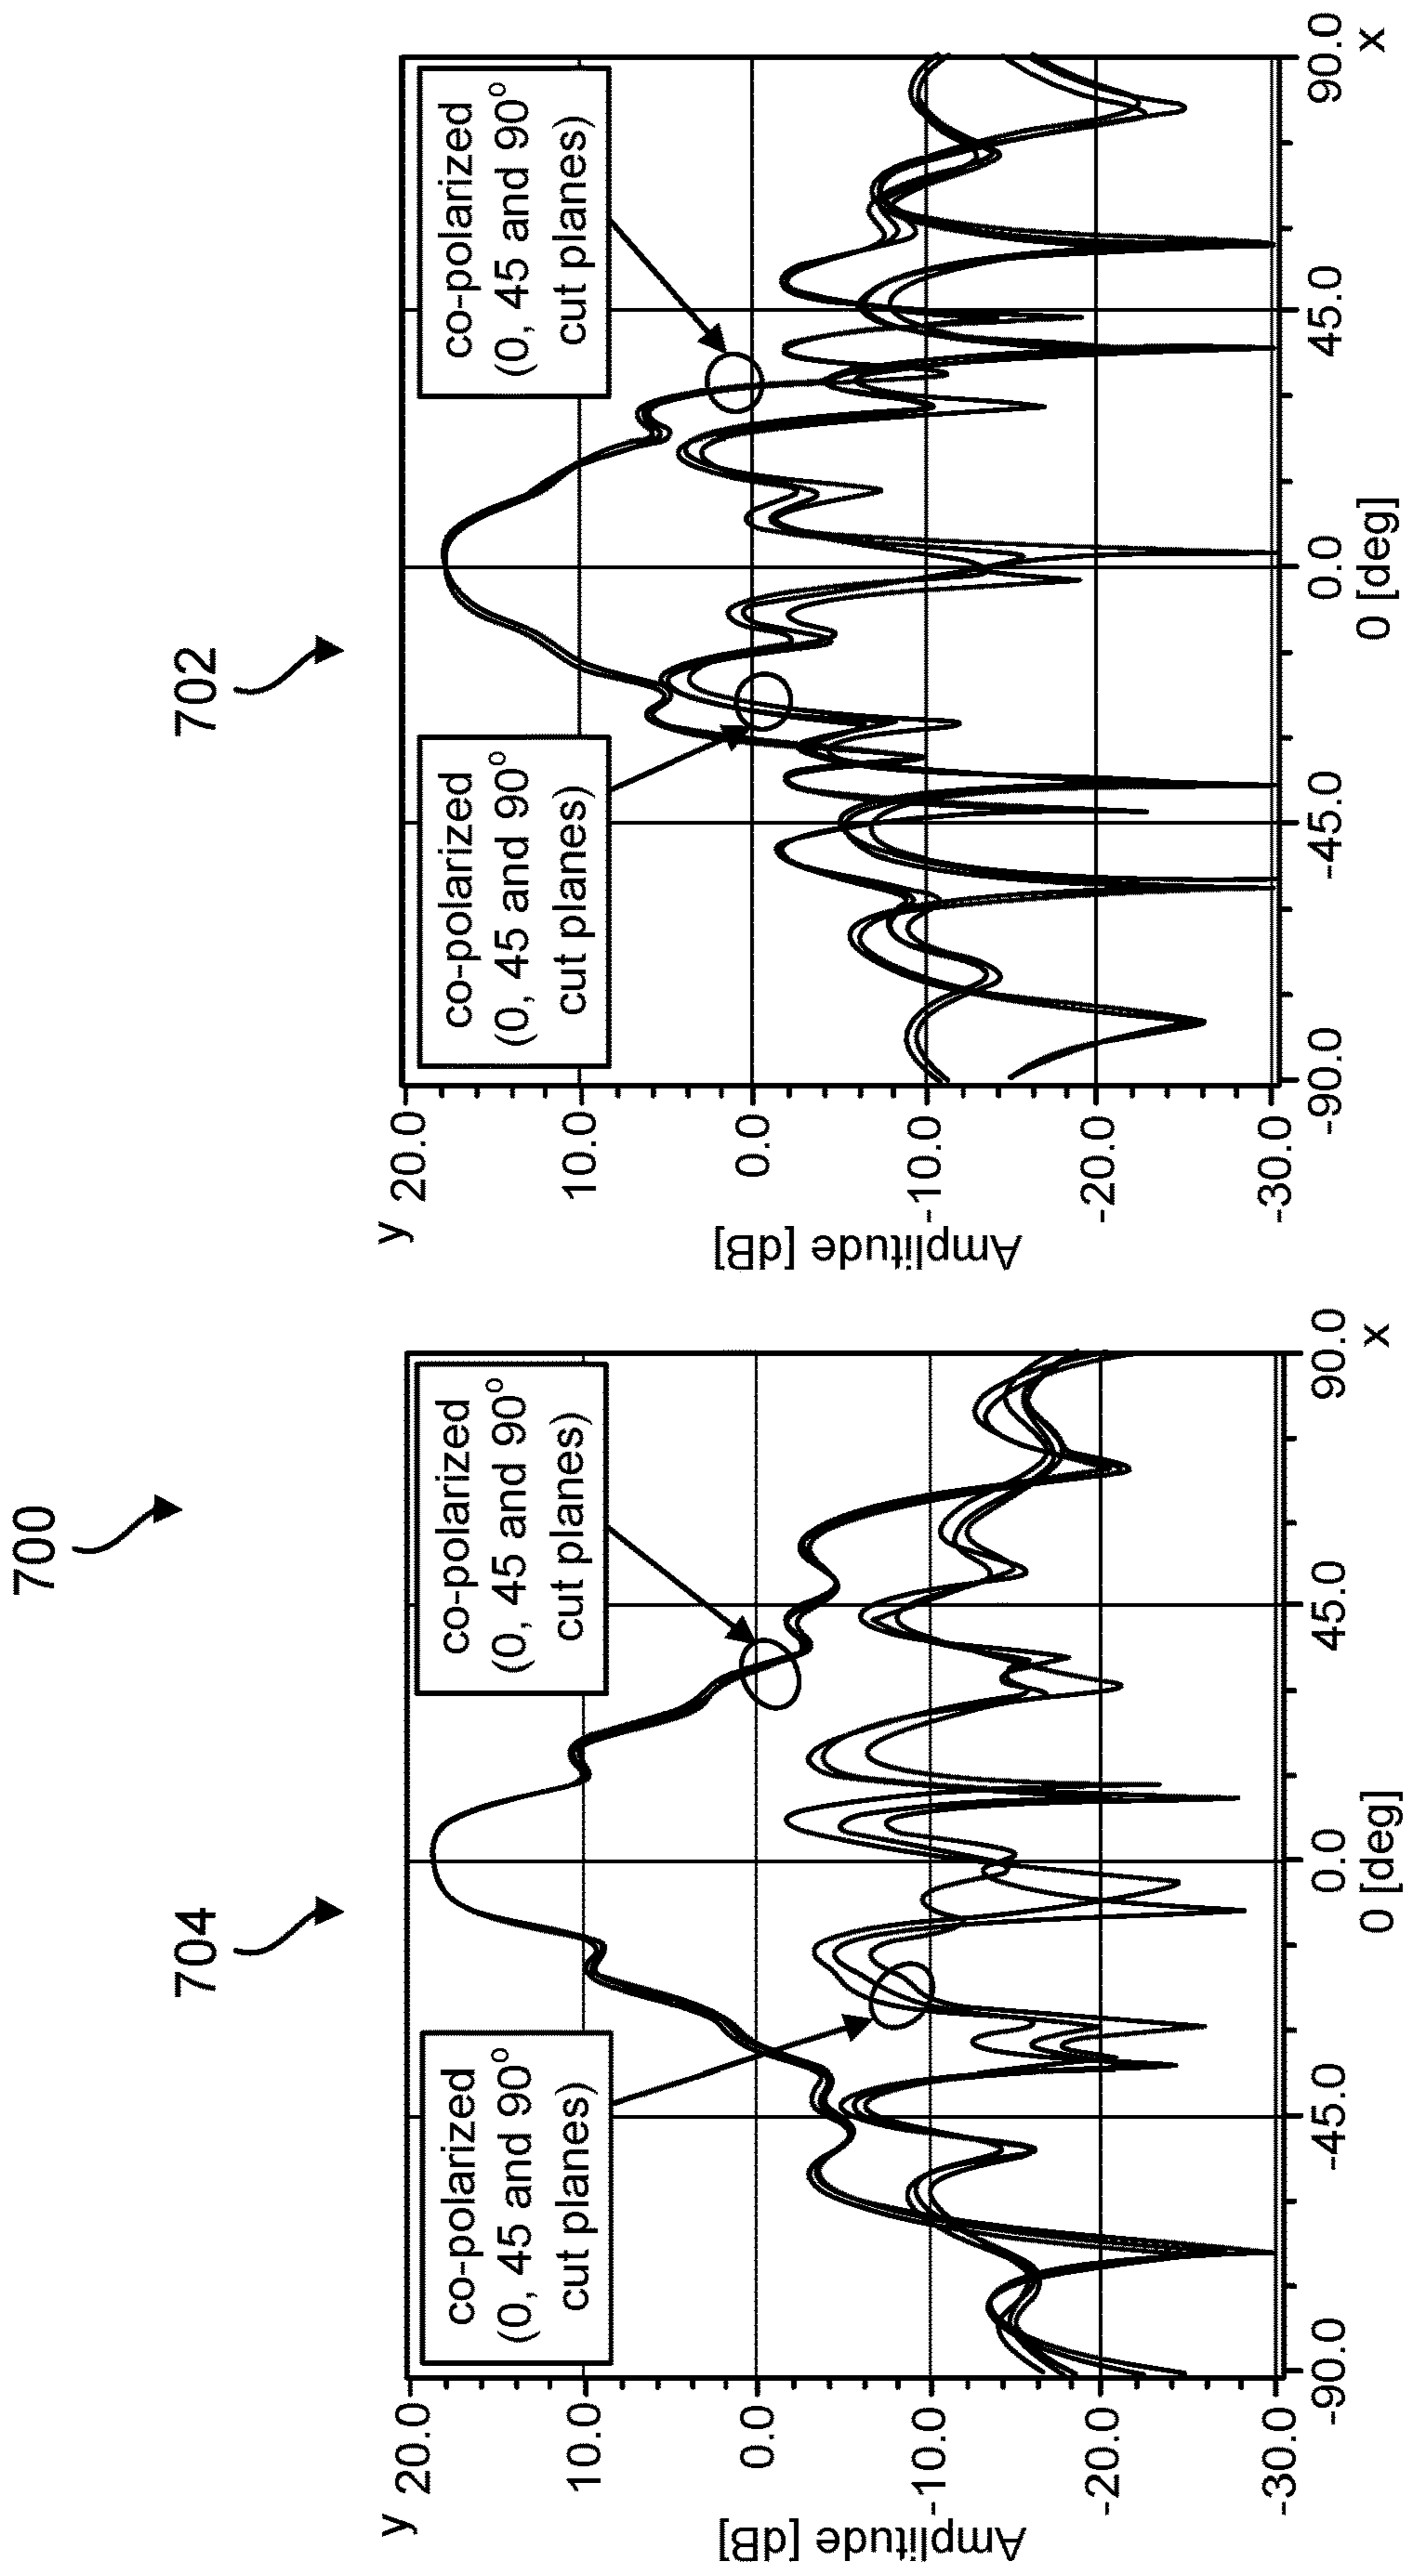 700
704
y
20.0
10.0
0.0
-10.0
-20.0
-30.0
Amplitude [dB]
co-polarized
(0, 45 and 90°
cut planes)
co-polarized
(0, 45 and 90°
cut planes)
-90.0
-45.0
0.0
45.0
90.0
0 [deg]
x
702
y
20.0
10.0
0.0
-10.0
-20.0
-30.0
Amplitude [dB]
co-polarized
(0, 45 and 90°
cut planes)
co-polarized
(0, 45 and 90°
cut planes)
-90.0
-45.0
0.0
45.0
90.0
0 [deg]
x